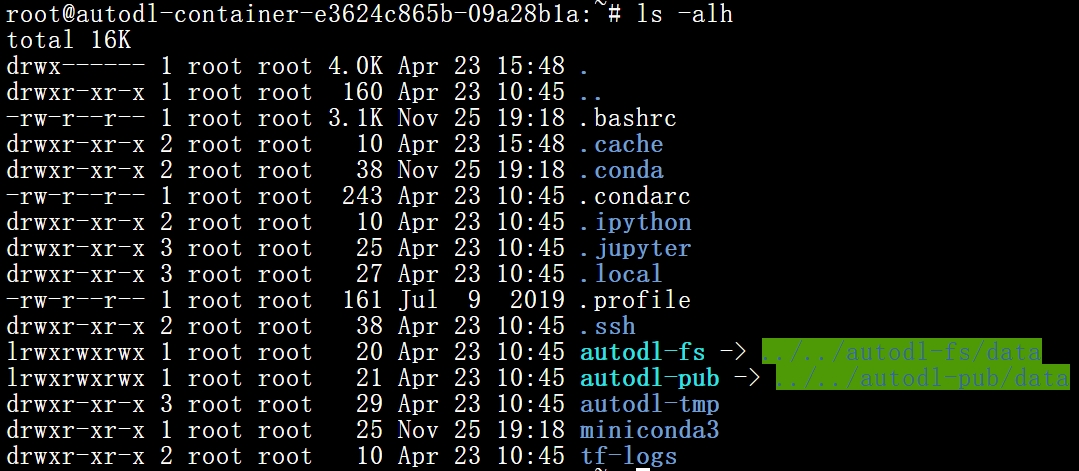 root@autodl-container-e3624c865b-09a28b1a:~# ls -alh
total 16K
drwx------ 1 root root 4.0K Apr 23 15:48 .
drwxr-xr-x 1 root root  160 Apr 23 10:45 ..
-rw-r--r-- 1 root root 3.1K Nov 25 19:18 .bashrc
drwxr-xr-x 2 root root   10 Apr 23 15:48 .cache
drwxr-xr-x 2 root root   38 Nov 25 19:18 .conda
-rw-r--r-- 1 root root  243 Apr 23 10:45 .condarc
drwxr-xr-x 2 root root   10 Apr 23 10:45 .ipython
drwxr-xr-x 3 root root   25 Apr 23 10:45 .jupyter
drwxr-xr-x 3 root root   27 Apr 23 10:45 .local
-rw-r--r-- 1 root root  161 Jul  9  2019 .profile
drwxr-xr-x 2 root root   38 Apr 23 10:45 .ssh
lrwxrwxrwx 1 root root   20 Apr 23 10:45 autodl-fs -> ../../autodl-fs/data
lrwxrwxrwx 1 root root   21 Apr 23 10:45 autodl-pub -> ../../autodl-pub/data
drwxr-xr-x 3 root root   29 Apr 23 10:45 autodl-tmp
drwxr-xr-x 1 root root   25 Nov 25 19:18 miniconda3
drwxr-xr-x 2 root root   10 Apr 23 10:45 tf-logs